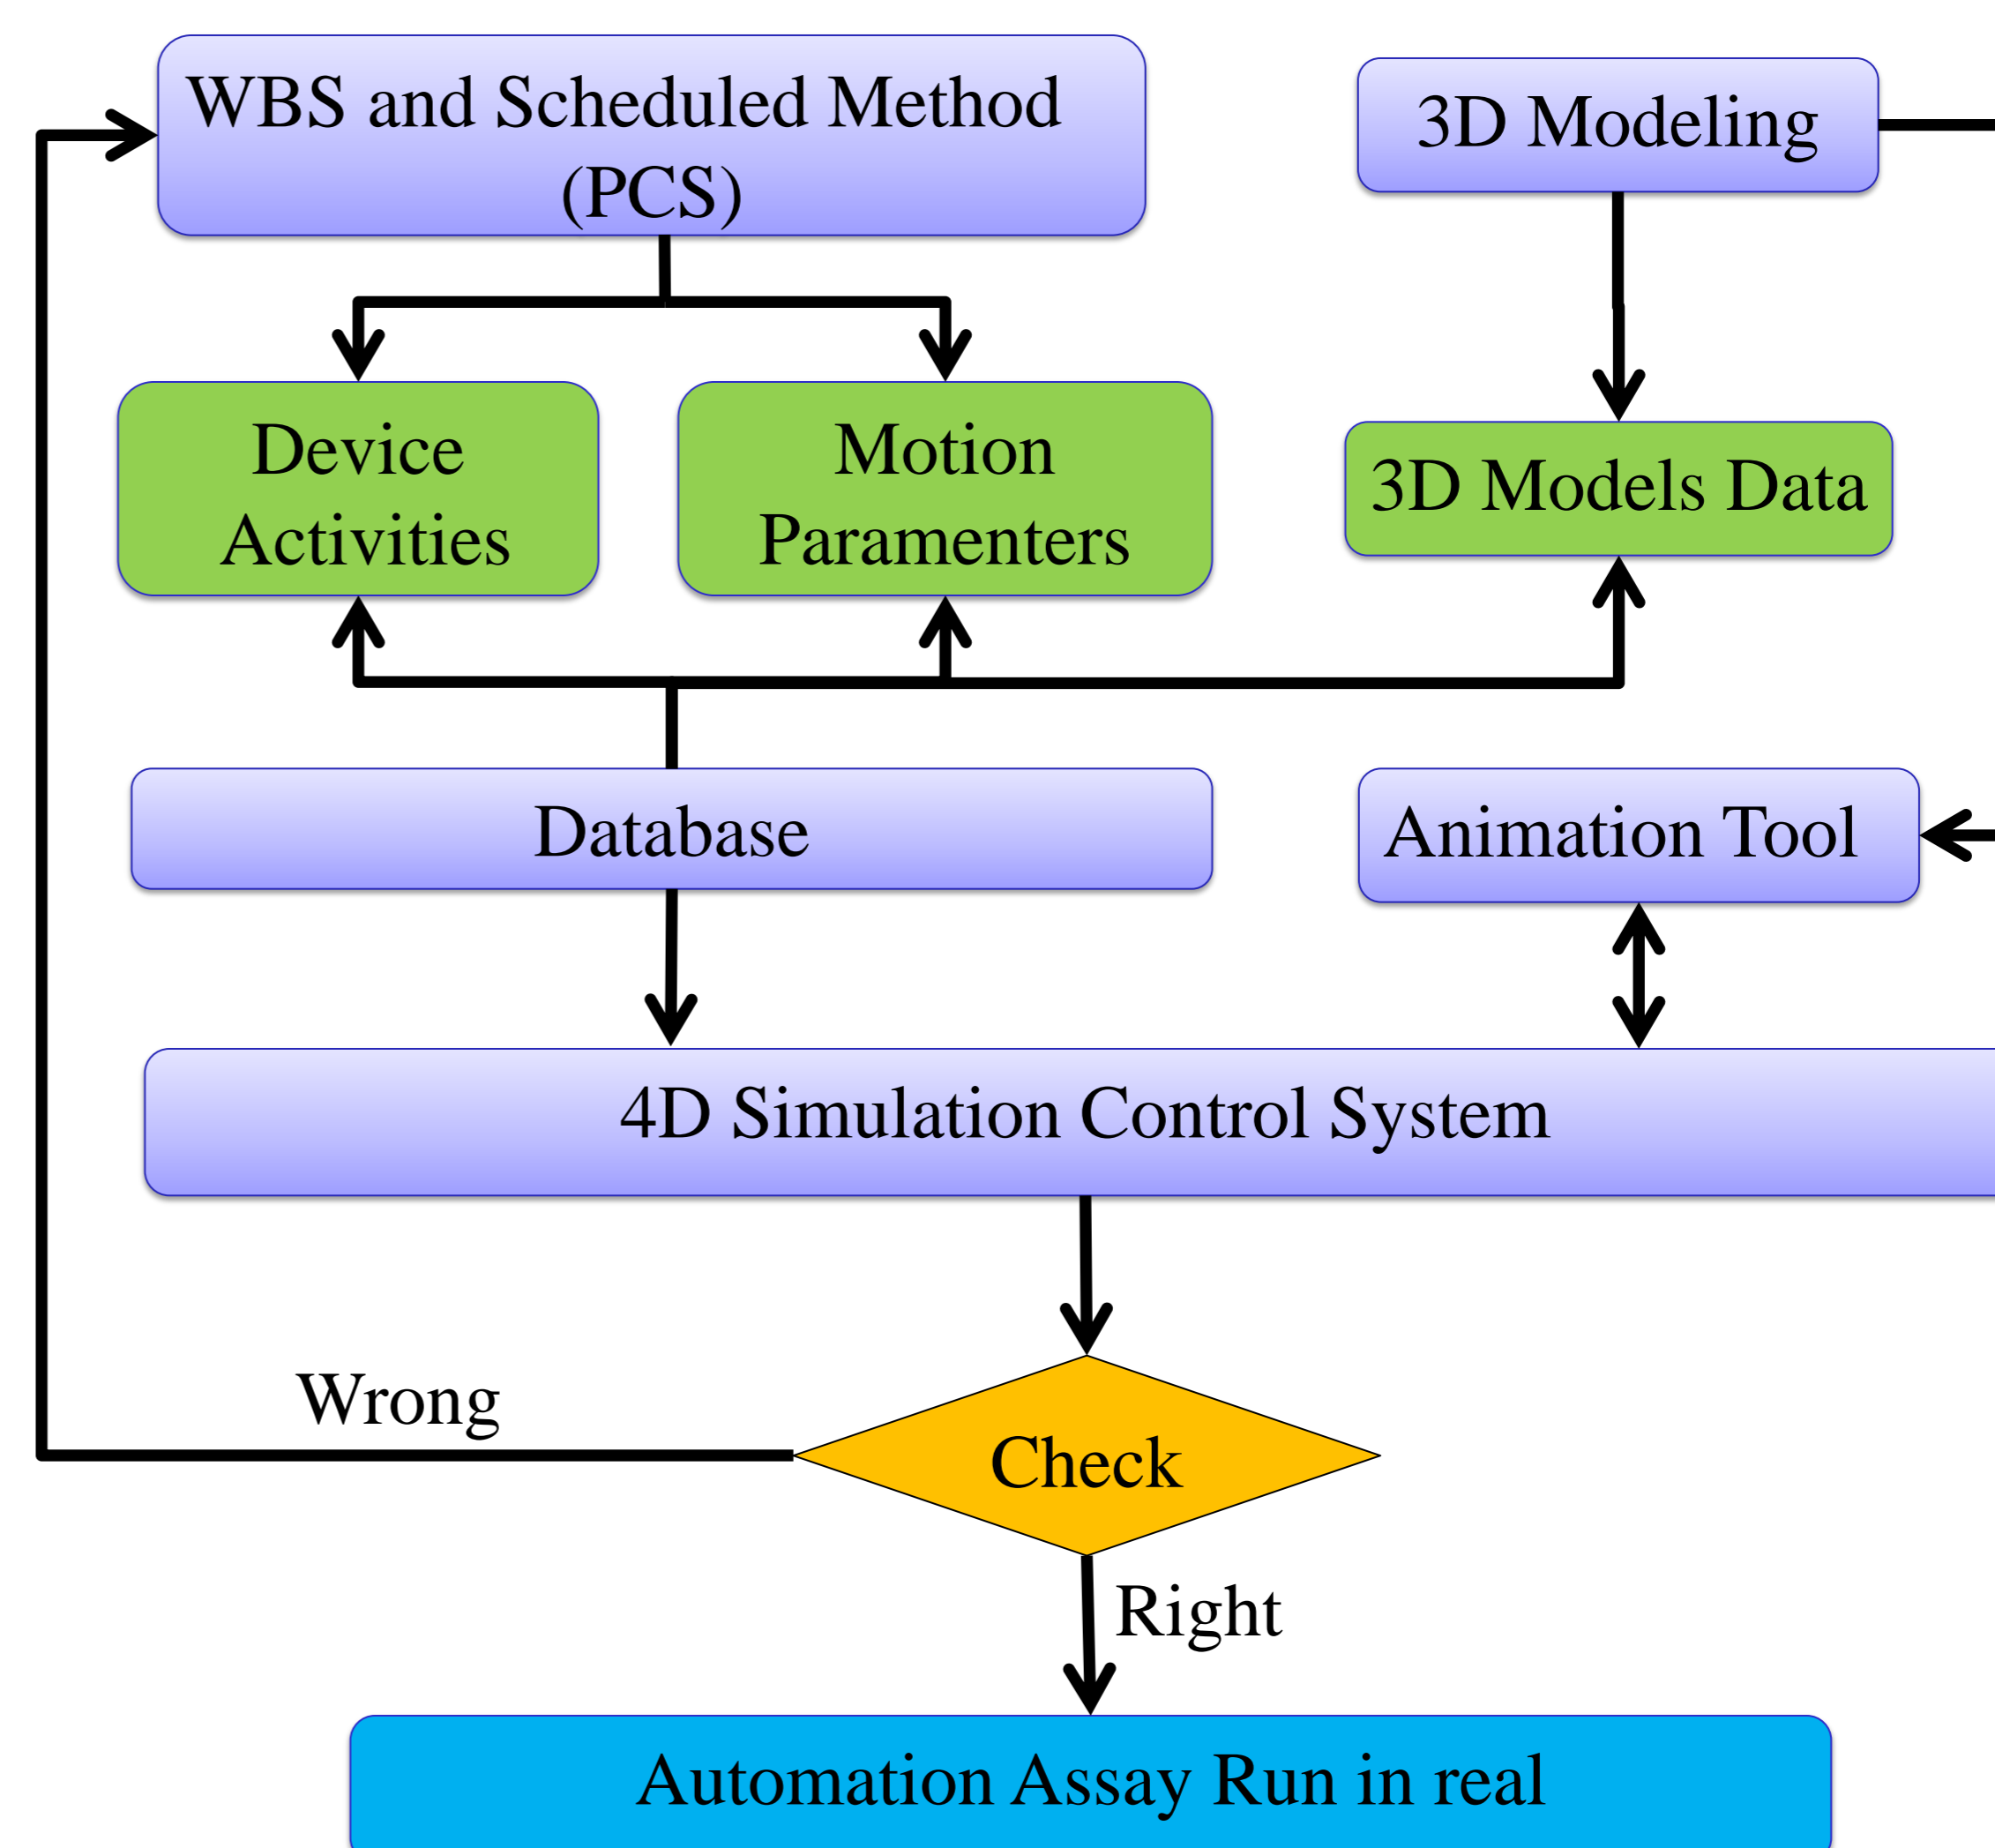 WBS and Scheduled Method
(PCS)
3D Modeling
Device
Activities
Motion
Paramenters
3D Models Data
Database
Animation Tool
4D Simulation Control System
Wrong
Check
Right
Automation Assay Run in real